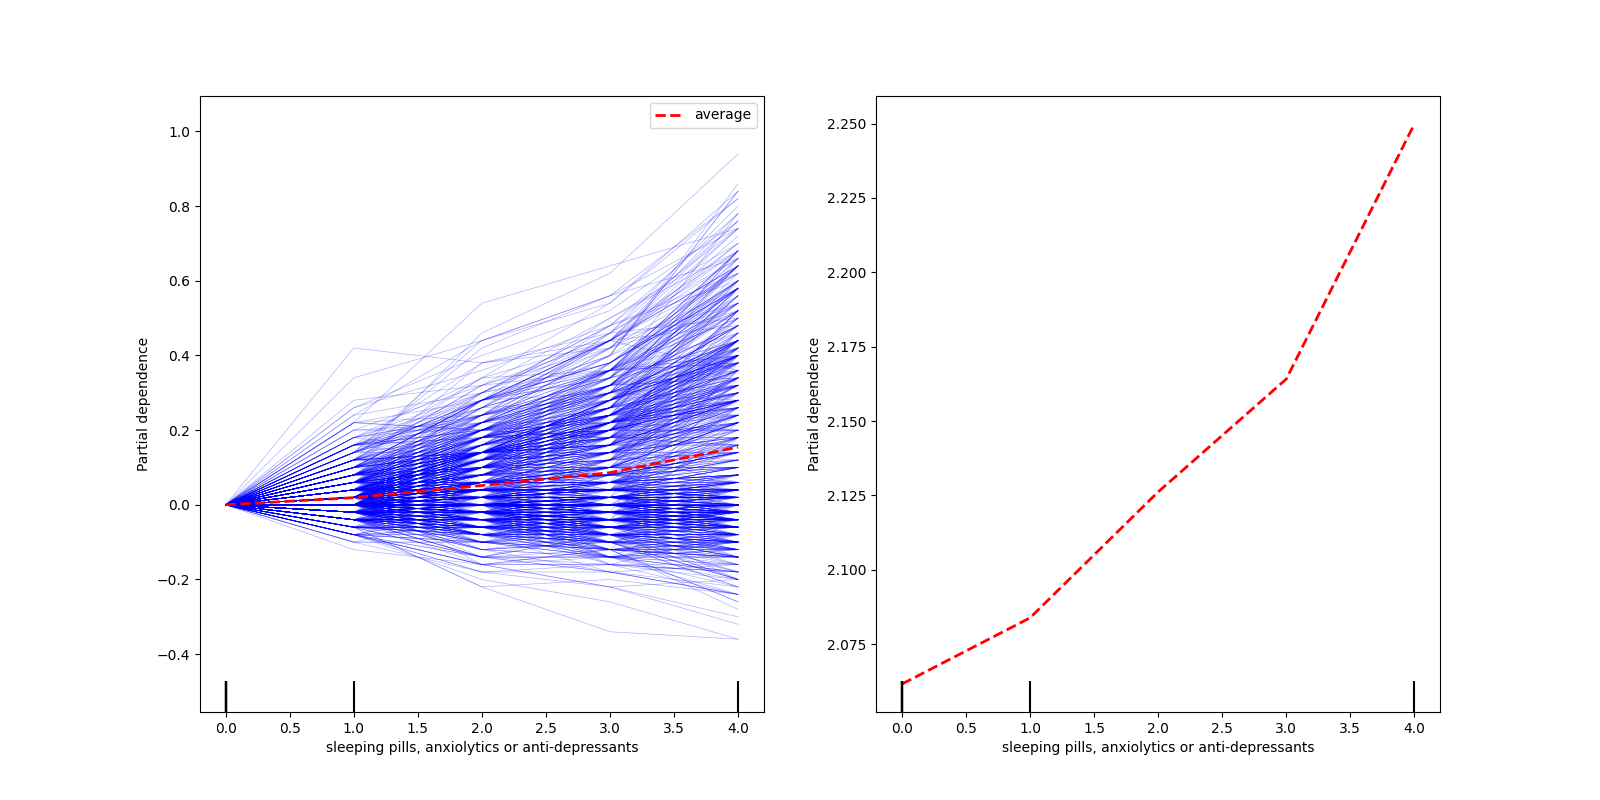 average
1.0
0.8
0.6
0.4
0.2
0.0
−0.2
−0.4
Partial dependence
0.0 0.5 1.0 1.5 2.0 2.5 3.0 3.5 4.0
sleeping pills, anxiolytics or anti-depressants
2.250
2.225
2.200
2.175
2.150
2.125
2.100
2.075
Partial dependence
0.0 0.5 1.0 1.5 2.0 2.5 3.0 3.5 4.0
sleeping pills, anxiolytics or anti-depressants